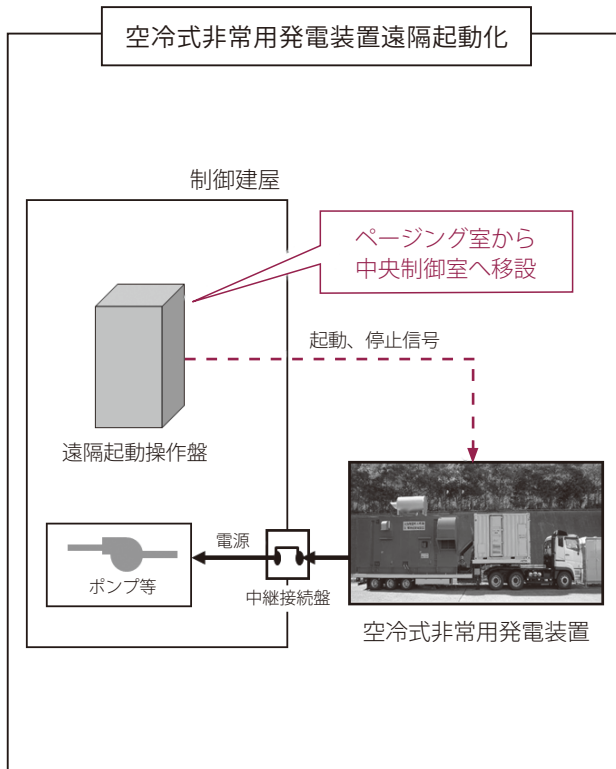 空冷式非常用発電装置遠隔起動化
制御建屋
ページング室から
中央制御室へ移設
起動、停止信号
遠隔起動操作盤
電源
ポンプ等
中継接続盤
空冷式非常用発電装置